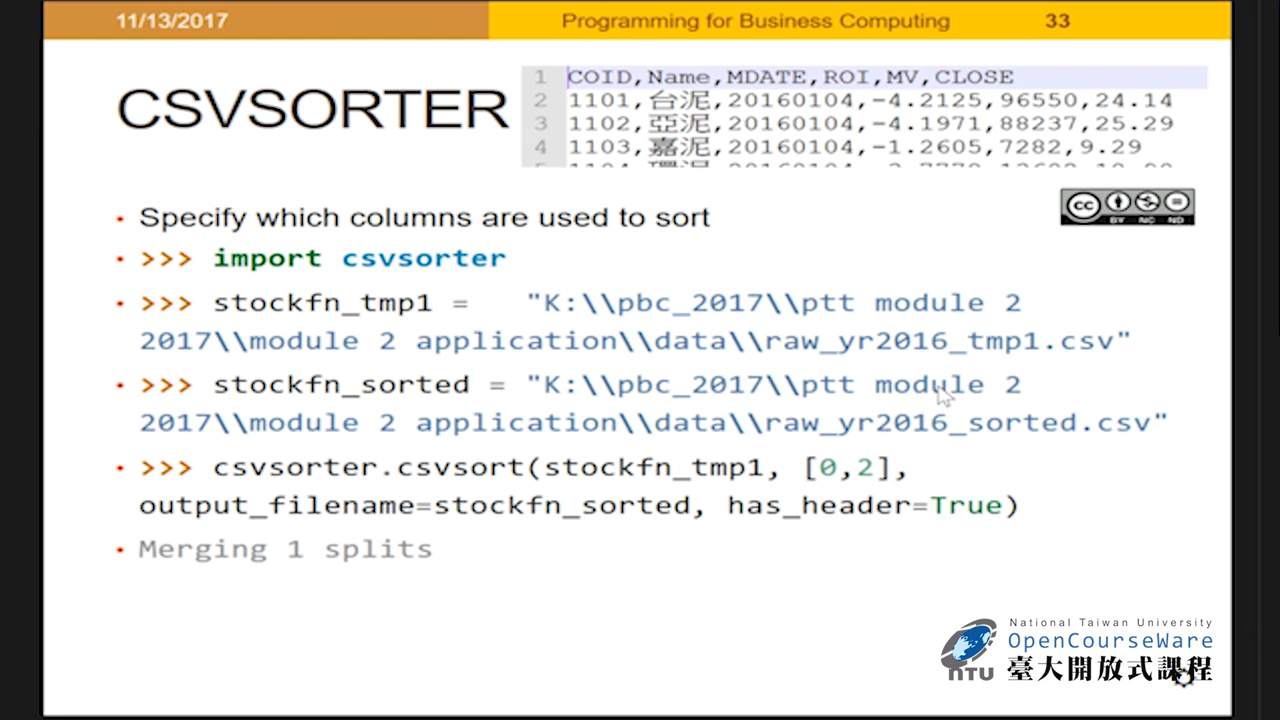 11/13/2017
Programming for Business Computing
33
CSVSORTER
1 COID,Name,MDATE,ROI,MV,CLOSE
2 1101,台泥,20160104,-4.2125,96550,24.14
3 1102,亞泥,20160104,-4.1971,88237,25.29
4 1103,嘉泥,20160104,-1.2605,7282,9.29
• Specify which columns are used to sort
cc BY NC ND
• >>> import csvsorter
• >>> stockfn_tmp1 = "K:\\pbc_2017\\ptt module 2
2017\\module 2 application\\data\\raw_yr2016_tmp1.csv"
• >>> stockfn_sorted = "K:\\pbc_2017\\ptt module 2
2017\\module 2 application\\data\\raw_yr2016_sorted.csv"
• >>> csvsorter.csvsort(stockfn_tmp1, [0,2],
output_filename=stockfn_sorted, has_header=True)
• Merging 1 splits
National Taiwan University
OpenCourseWare
NTU 臺大開放式課程